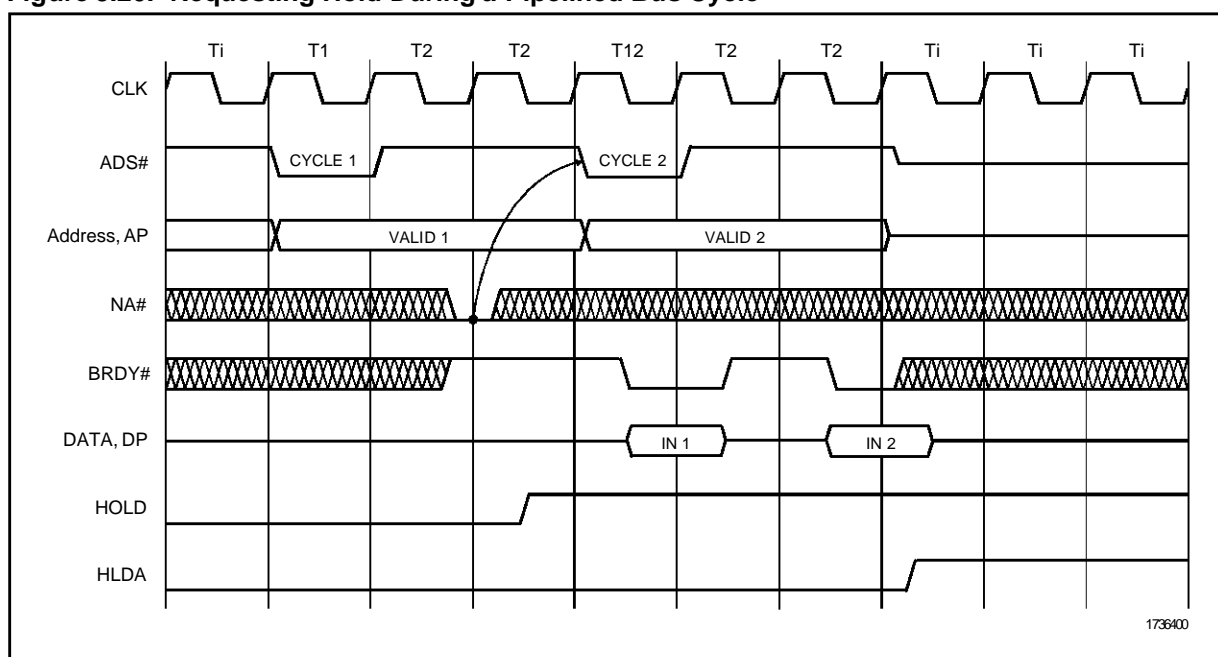 Figure 5.20. Requesting Hold During a Pipelined Bus Cycle
Ti T1 T2 T2 T12 T2 T2 Ti Ti Ti
CLK
ADS# CYCLE 1 CYCLE 2
Address, AP VALID 1 VALID 2
NA#
BRDY#
DATA, DP IN 1 IN 2
HOLD
HLDA
1736400